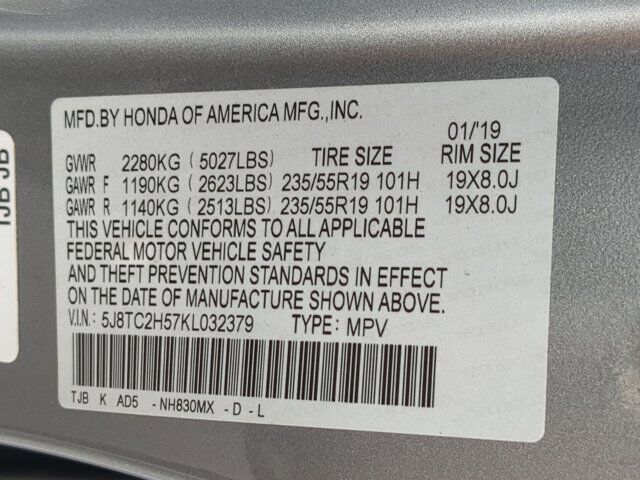 MFD.BY HONDA OF AMERICA MFG.,INC.
01/'19
GVWR 2280KG (5027LBS) TIRE SIZE RIM SIZE
GAWR F 1190KG (2623LBS) 235/55R19 101H 19X8.0J
GAWR R 1140KG (2513LBS) 235/55R19 101H 19X8.0J
THIS VEHICLE CONFORMS TO ALL APPLICABLE
FEDERAL MOTOR VEHICLE SAFETY
AND THEFT PREVENTION STANDARDS IN EFFECT
ON THE DATE OF MANUFACTURE SHOWN ABOVE.
V.I.N.: 5J8TC2H57KL032379 TYPE: MPV
TJB K AD5 -NH830MX -D-L
TJB JB